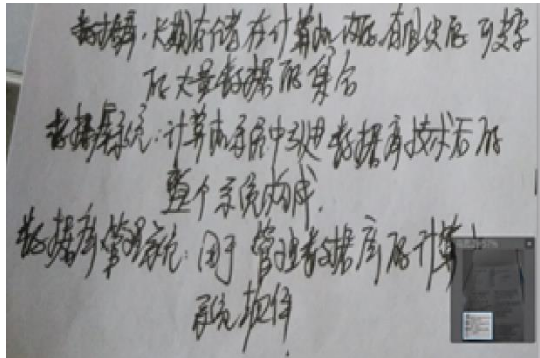 数据库:长期存储在计算机内的有组织的可共享
的大量数据的集合
数据库系统:计算机系统中引进数据库技术后的
整个系统构成.
数据库管理系统:用于管理数据库的计算
系统软件